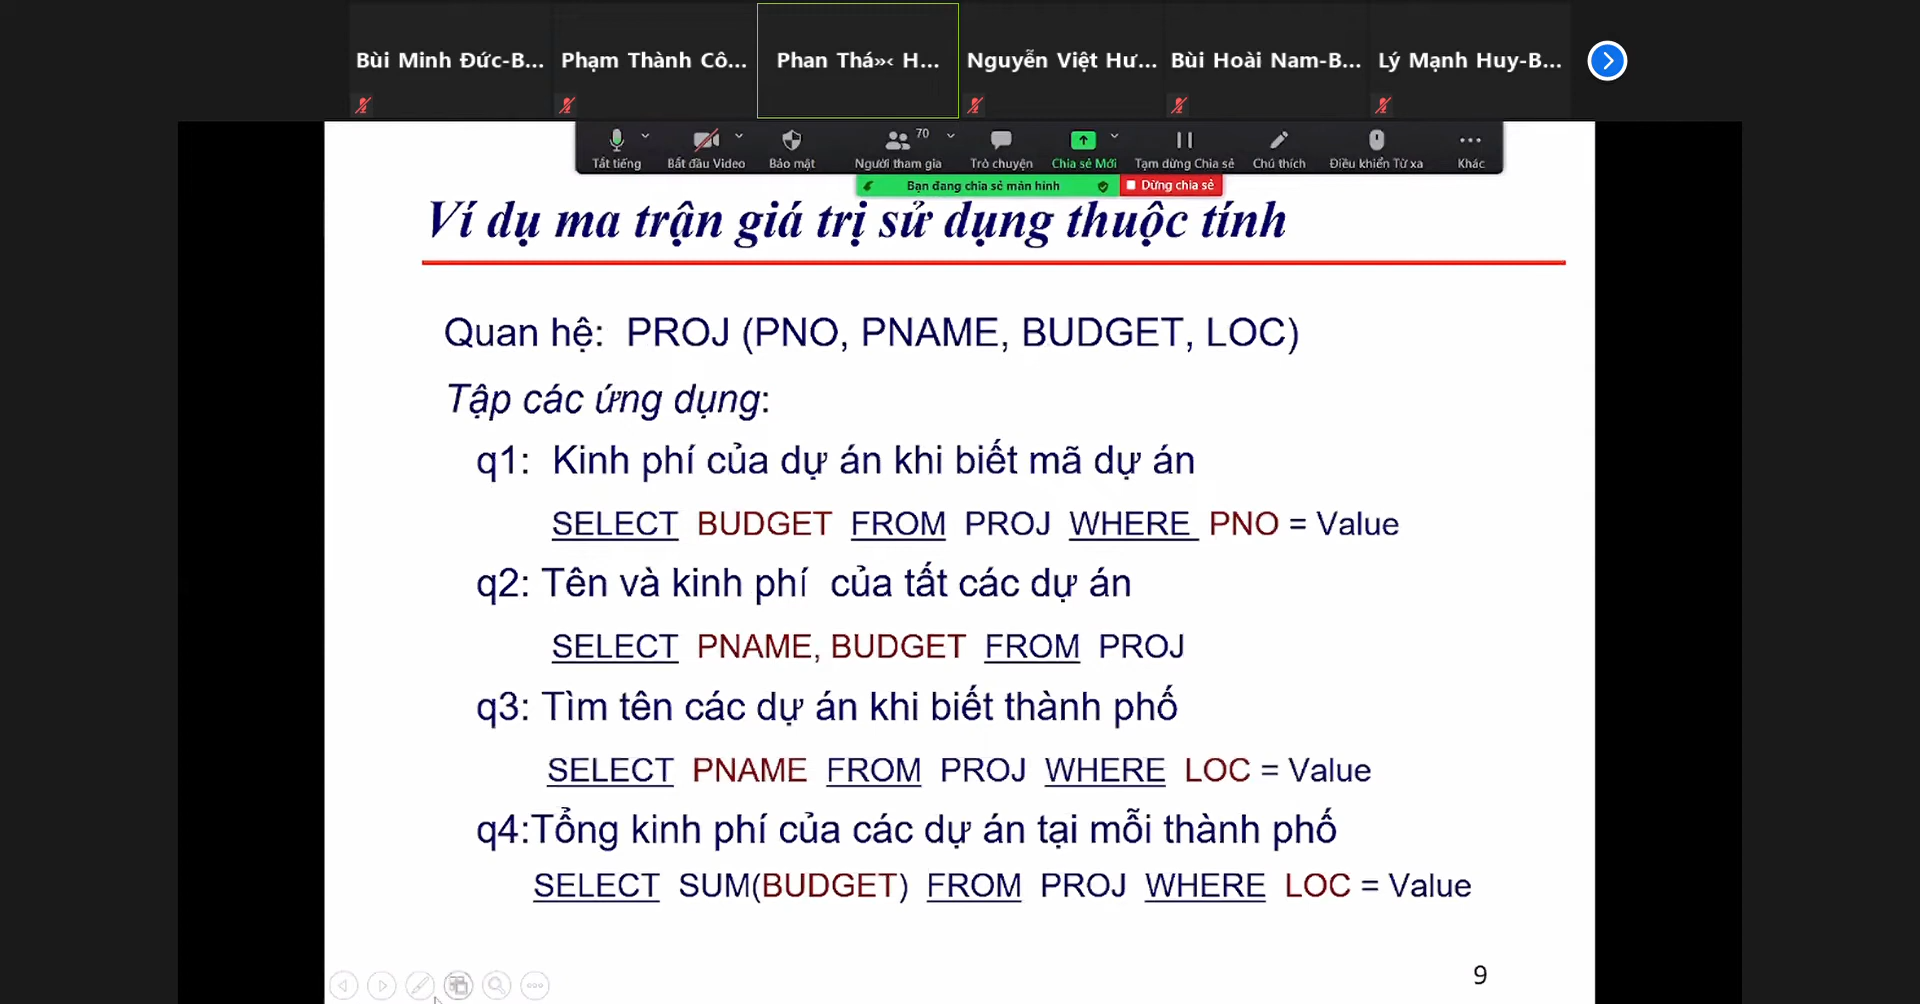 Bùi Minh Đức-B...
Phạm Thành Cô...
Phan Thá»‹ H...
Nguyễn Việt Hư...
Bùi Hoài Nam-B...
Lý Mạnh Huy-B...
70
Tắt tiếng
Bắt đầu Video
Bảo mật
Người tham gia
Trò chuyện
Chia sẻ Mới
Tạm dừng Chia sẻ
Chú thích
Điều khiển Từ xa
Khác
Bạn đang chia sẻ màn hình
Dừng chia sẻ
Ví dụ ma trận giá trị sử dụng thuộc tính
Quan hệ: PROJ (PNO, PNAME, BUDGET, LOC)
Tập các ứng dụng:
q1: Kinh phí của dự án khi biết mã dự án
SELECT BUDGET FROM PROJ WHERE PNO = Value
q2: Tên và kinh phí của tất các dự án
SELECT PNAME, BUDGET FROM PROJ
q3: Tìm tên các dự án khi biết thành phố
SELECT PNAME FROM PROJ WHERE LOC = Value
q4:Tổng kinh phí của các dự án tại mỗi thành phố
SELECT SUM(BUDGET) FROM PROJ WHERE LOC = Value
9